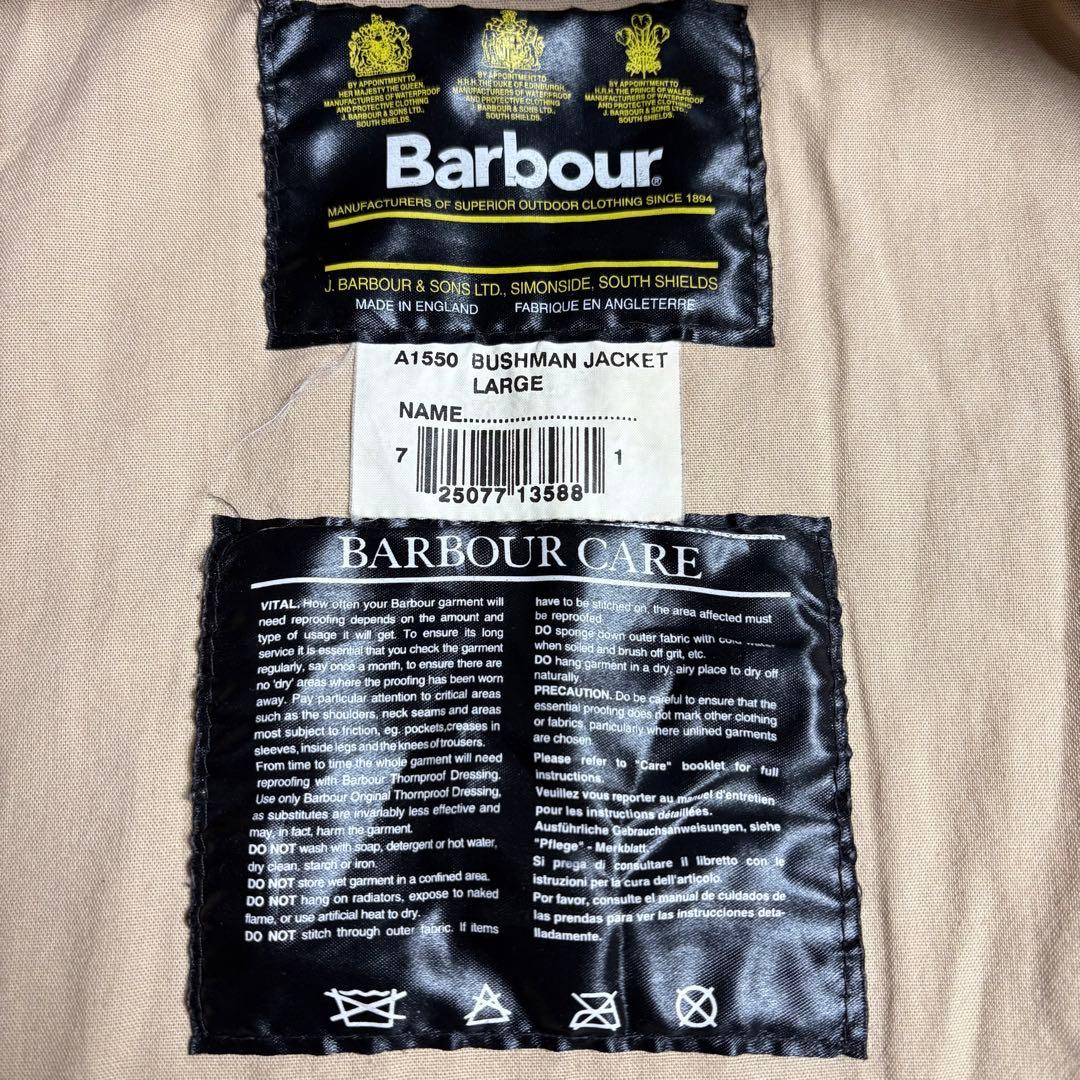 BY APPOINTMENT TO
HER MAJESTY THE QUEEN
MANUFACTURERS OF WATERPROOF
AND PROTECTIVE CLOTHING
J. BARBOUR & SONS LTD.,
SOUTH SHIELDS.
BY APPOINTMENT TO
H.R.H. THE DUKE OF EDINBURGH,
MANUFACTURERS OF WATERPROOF
AND PROTECTIVE CLOTHING
J. BARBOUR & SONS LTD.,
SOUTH SHIELDS.
BY APPOINTMENT TO
H.R.H. THE PRINCE OF WALES,
MANUFACTURERS OF WATERPROOF
AND PROTECTIVE CLOTHING
J. BARBOUR & SONS LTD.,
SOUTH SHIELDS.
Barbour®
MANUFACTURERS OF SUPERIOR OUTDOOR CLOTHING SINCE 1894
J. BARBOUR & SONS LTD., SIMONSIDE, SOUTH SHIELDS
MADE IN ENGLAND FABRIQUE EN ANGLETERRE
A1550 BUSHMAN JACKET
LARGE
NAME..............................
7 25077 13588 1
BARBOUR CARE
VITAL. How often your Barbour garment will
need reproofing depends on the amount and
type of usage it will get. To ensure its long
service it is essential that you check the garment
regularly, say once a month, to ensure there are
no 'dry' areas where the proofing has been worn
away. Pay particular attention to critical areas
such as the shoulders, neck seams and areas
most subject to friction, eg. pockets,creases in
sleeves, inside legs and the knees of trousers.
From time to time the whole garment will need
reproofing with Barbour Thornproof Dressing.
Use only Barbour Original Thornproof Dressing,
as substitutes are invariably less effective and
may, in fact, harm the garment.
DO NOT wash with soap, detergent or hot water,
dry clean, starch or iron.
DO NOT store wet garment in a confined area.
DO NOT hang on radiators, expose to naked
flame, or use artificial heat to dry.
DO NOT stitch through outer fabric. If items
have to be stitched on, the area affected must
be reproofed.
DO sponge down outer fabric with cold water
when soiled and brush off grit, etc.
DO hang garment in a dry, airy place to dry off
naturally.
PRECAUTION. Do be careful to ensure that the
essential proofing does not mark other clothing
or fabrics, particularly where unlined garments
are chosen.
Please refer to "Care" booklet for full
instructions.
Veuillez vous reporter au manuel d'entretien
pour les instructions détaillées.
Ausführliche Gebrauchsanweisungen, siehe
"Pflege" - Merkblatt.
Si prega di consultare il libretto con le
istruzioni per la cura dell'articolo.
Por favor, consulte el manual de cuidados de
las prendas para ver las instrucciones deta-
lladamente.